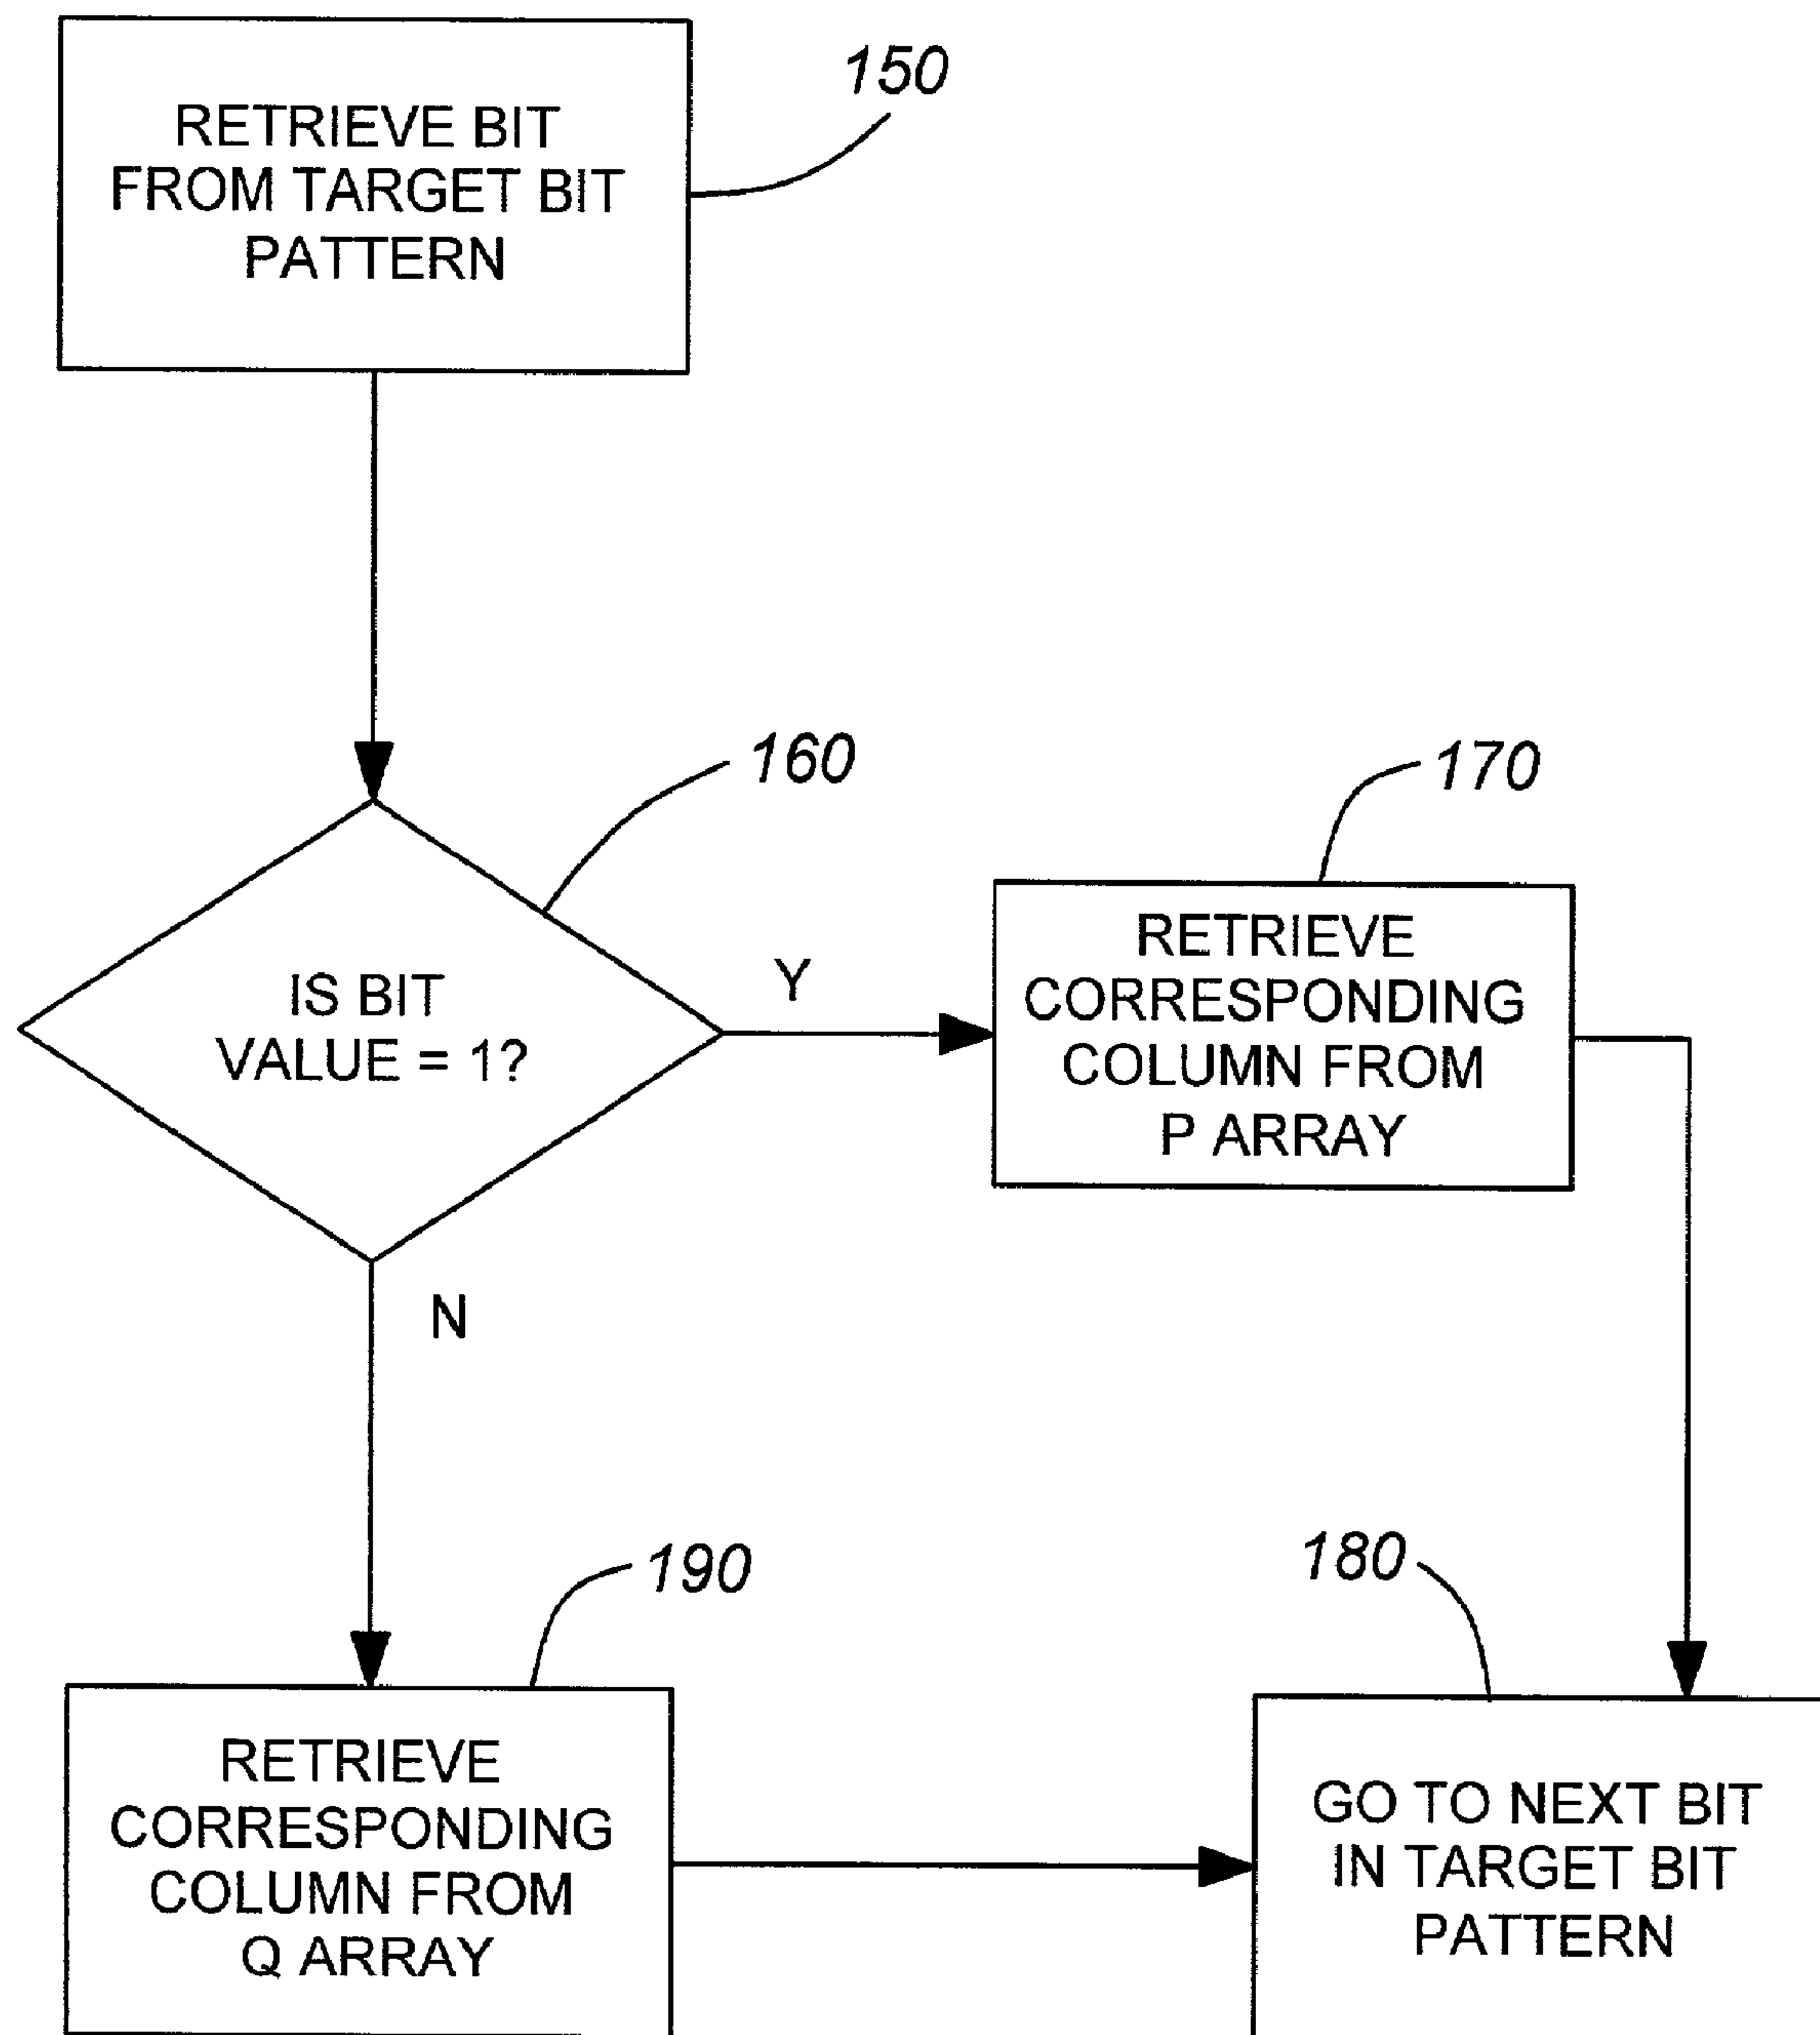 RETRIEVE BIT
FROM TARGET BIT
PATTERN
150
160
IS BIT
VALUE = 1?
Y
N
170
RETRIEVE
CORRESPONDING
COLUMN FROM
P ARRAY
190
RETRIEVE
CORRESPONDING
COLUMN FROM
Q ARRAY
180
GO TO NEXT BIT
IN TARGET BIT
PATTERN